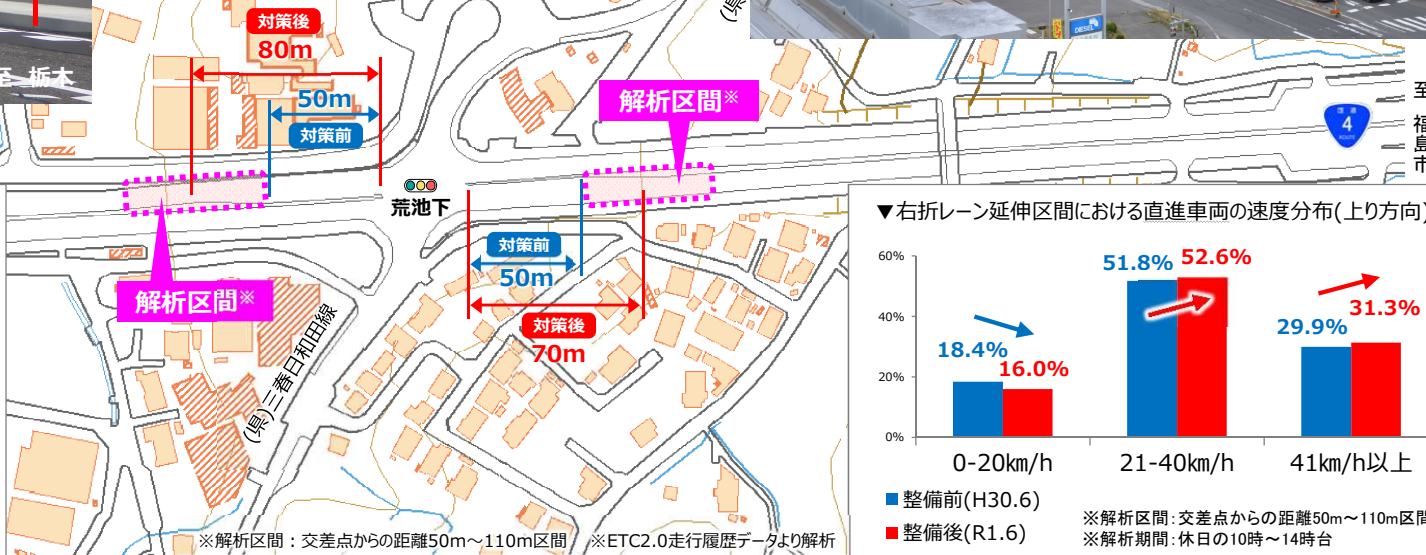 至 栃木
対策後
80m
50m
対策前
解析区間※
DIESEL
国道
4
ROUTE
至
福
島
市
荒池下
対策前
50m
対策後
70m
解析区間※
(県)三春日和田線
(県)
▼右折レーン延伸区間における直進車両の速度分布(上り方向)
60%
40%
20%
0%
18.4%
16.0%
51.8%
52.6%
29.9%
31.3%
0-20km/h
21-40km/h
41km/h以上
整備前(H30.6)
整備後(R1.6)
※解析区間:交差点からの距離50m～110m区間
※解析期間:休日の10時～14時台
※解析区間：交差点からの距離50m～110m区間 ※ETC2.0走行履歴データより解析